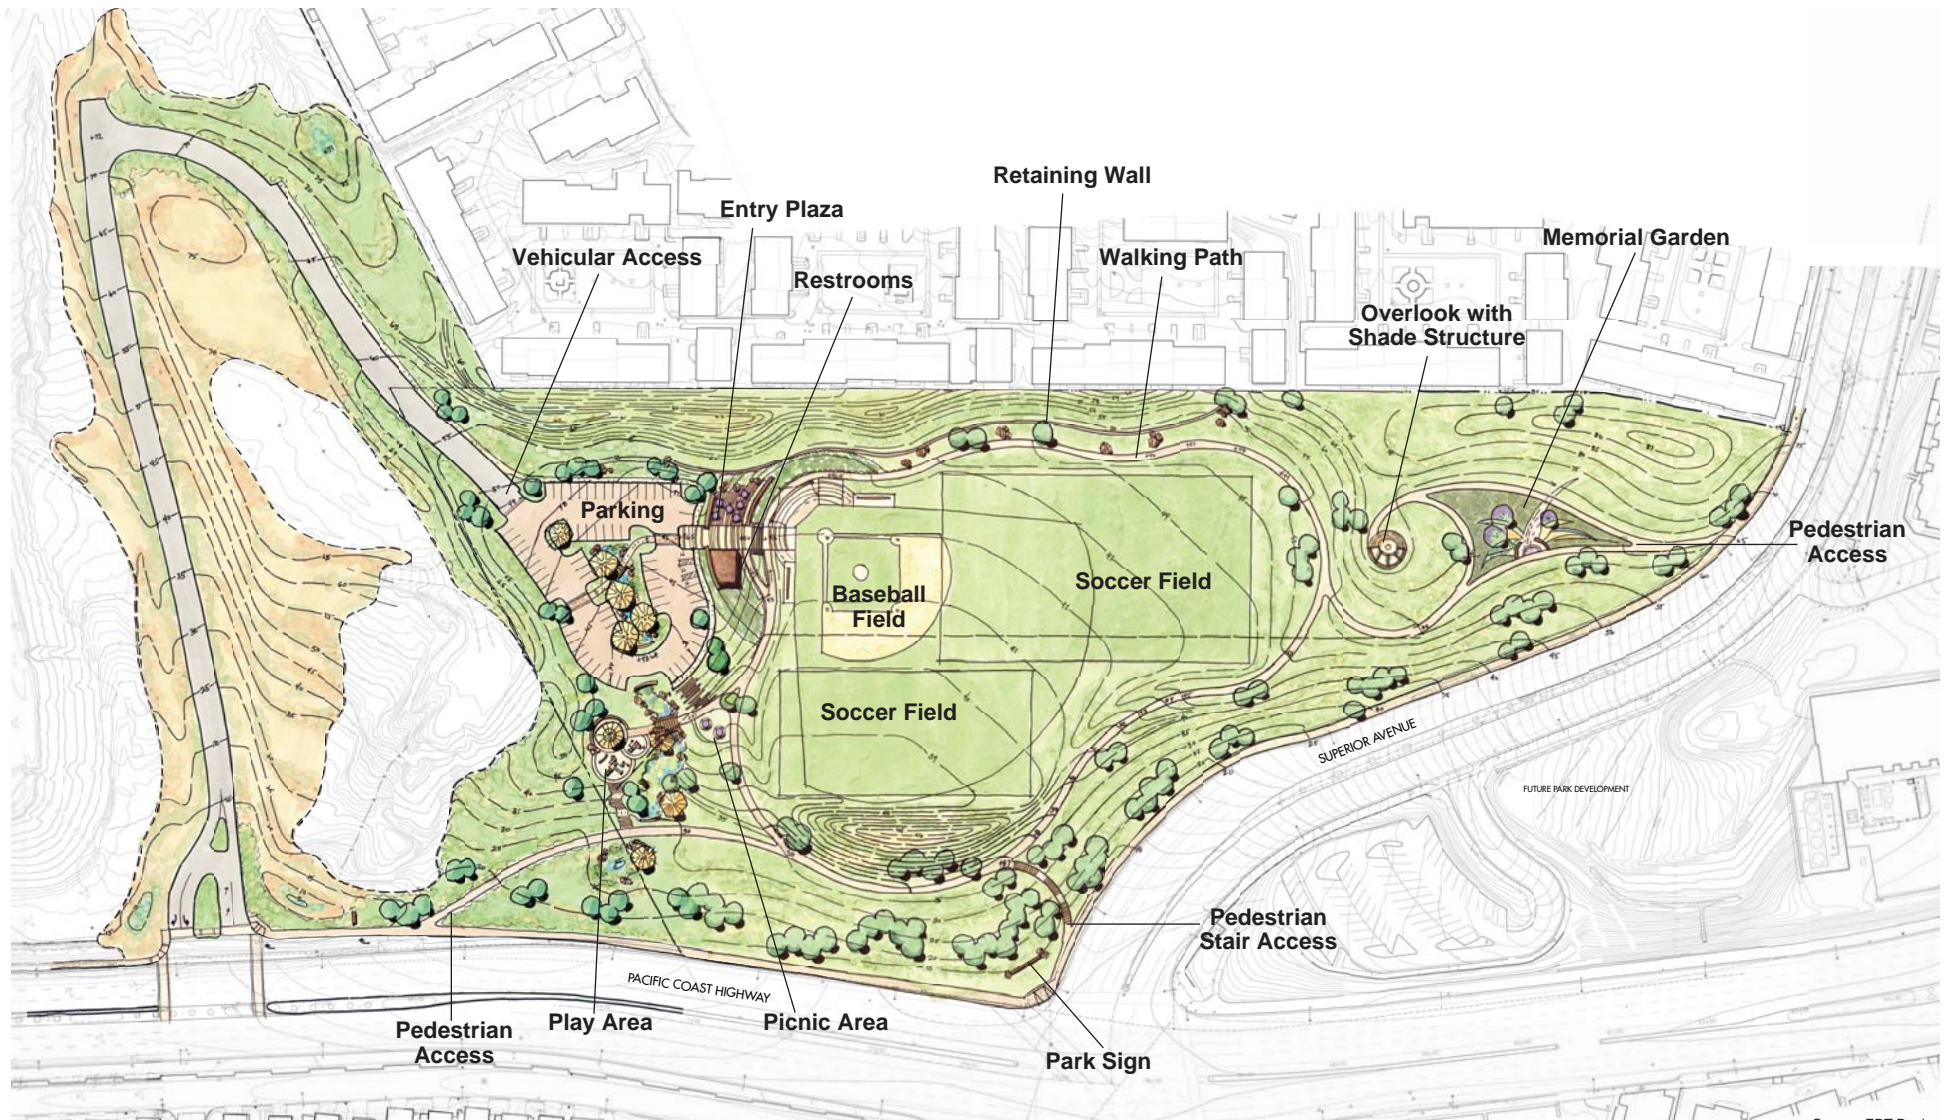 Retaining Wall
Entry Plaza
Memorial Garden
Vehicular Access
Walking Path
Restrooms
Overlook with
Shade Structure
Parking
Pedestrian
Access
Soccer Field
Baseball
Field
Soccer Field
SUPERIOR AVENUE
FUTURE PARK DEVELOPMENT
Pedestrian
Stair Access
PACIFIC COAST HIGHWAY
Pedestrian
Access
Play Area
Picnic Area
Park Sign